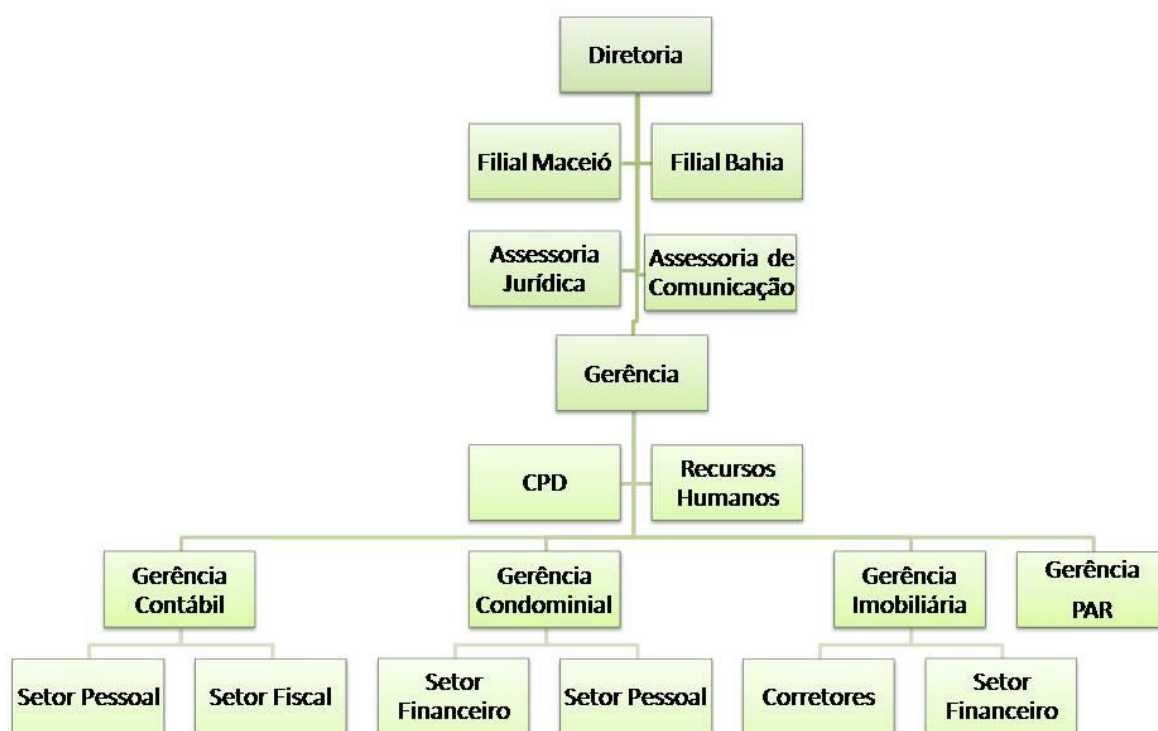 Diretoria
Filial Maceió
Filial Bahia
Assessoria
Jurídica
Assessoria de
Comunicação
Gerência
CPD
Recursos
Humanos
Gerência
Contábil
Gerência
Condominial
Gerência
Imobiliária
Gerência
PAR
Setor Pessoal
Setor Fiscal
Setor
Financeiro
Setor Pessoal
Corretores
Setor
Financeiro